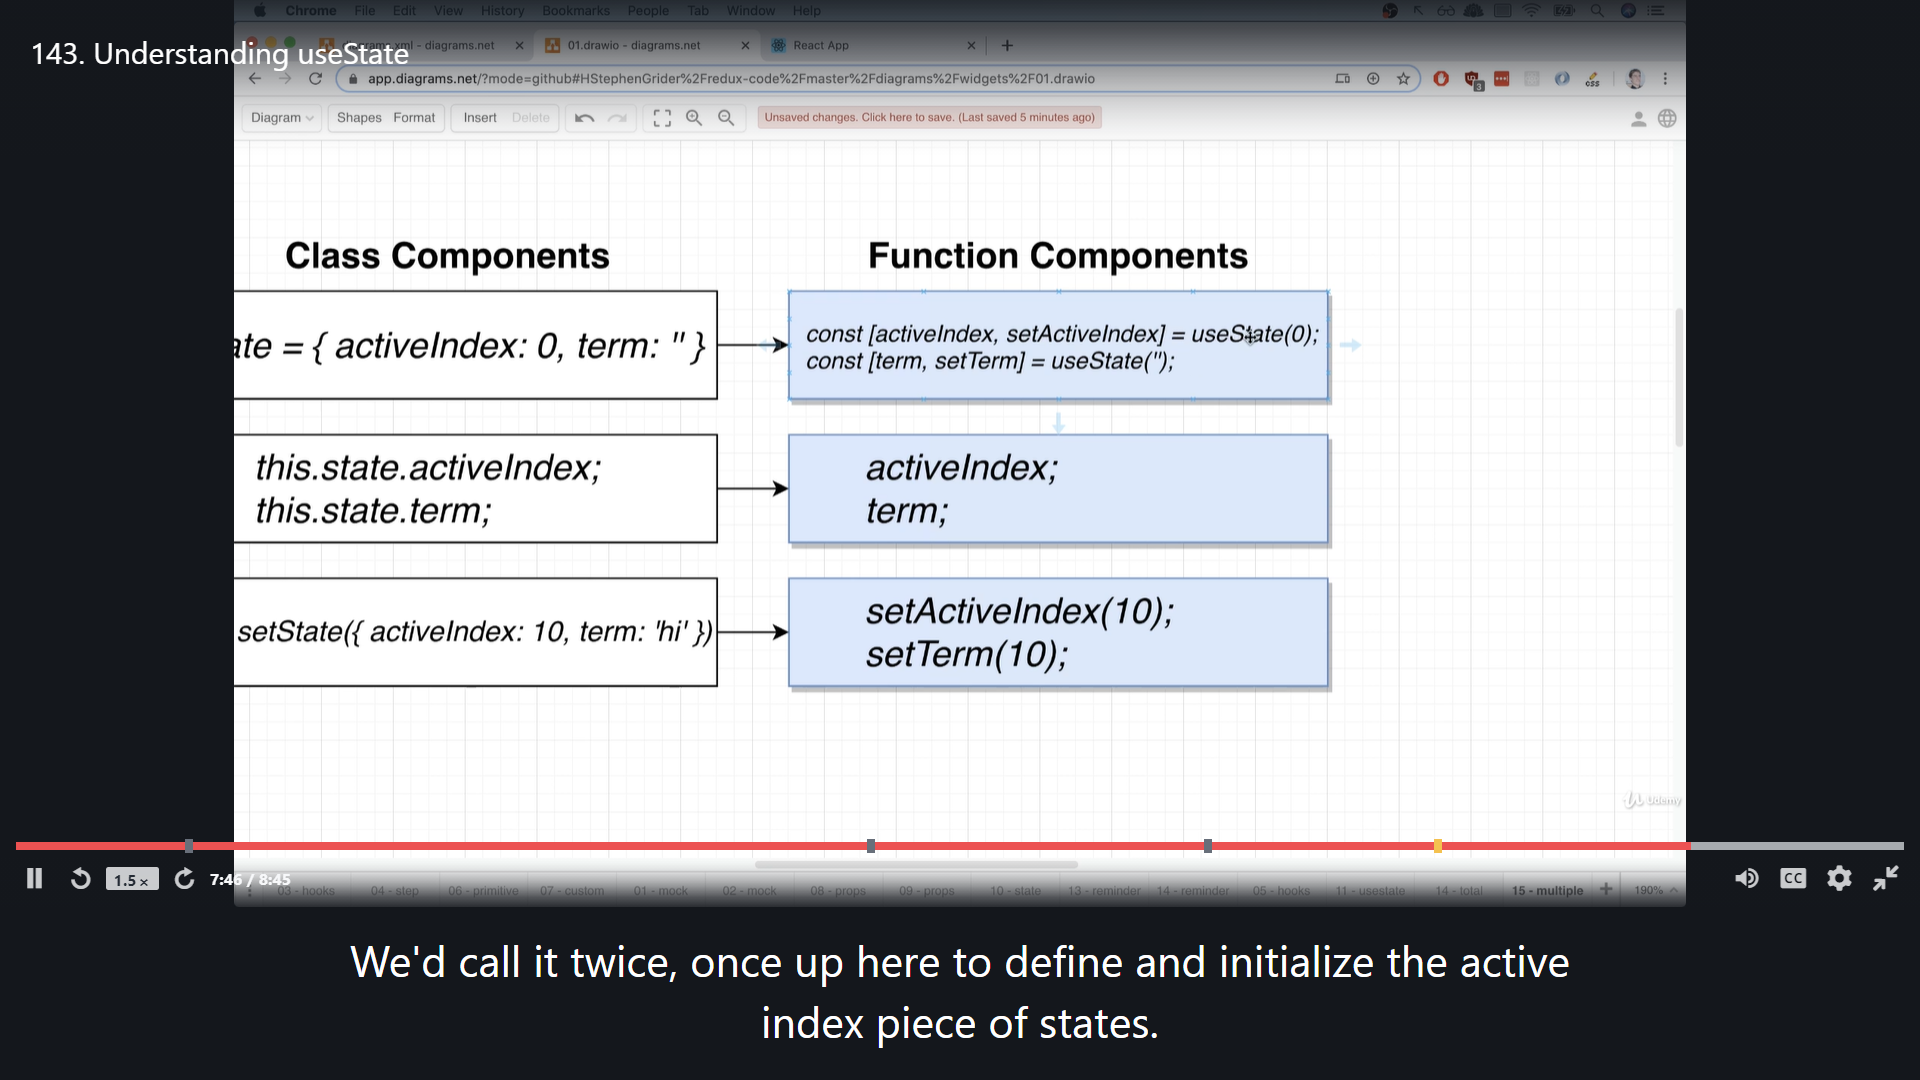 Chrome File Edit View History Bookmarks People Tab Window Help
143. Understanding useState
.xml - diagrams.net
01.drawio - diagrams.net
React App
app.diagrams.net/?mode=github#HStephenGrider%2Fredux-code%2Fmaster%2Fdiagrams%2Fwidgets%2F01.drawio
3
css
Diagram
Shapes Format
Insert Delete
Unsaved changes. Click here to save. (Last saved 5 minutes ago)
Class Components
Function Components
ate = { activeIndex: 0, term: '' }
const [activeIndex, setActiveIndex] = useState(0);
const [term, setTerm] = useState('');
this.state.activeIndex;
this.state.term;
activeIndex;
term;
setState({ activeIndex: 10, term: 'hi' })
setActiveIndex(10);
setTerm(10);
Udemy
1.5 x
7:46 / 8:45
03 - hooks 04 - step 06 - primitive 07 - custom 01 - mock 02 - mock 08 - props 09 - props 10 - state 13 - reminder 14 - reminder 05 - hooks 11 - usestate 14 - total 15 - multiple
190%
CC
We'd call it twice, once up here to define and initialize the active
index piece of states.